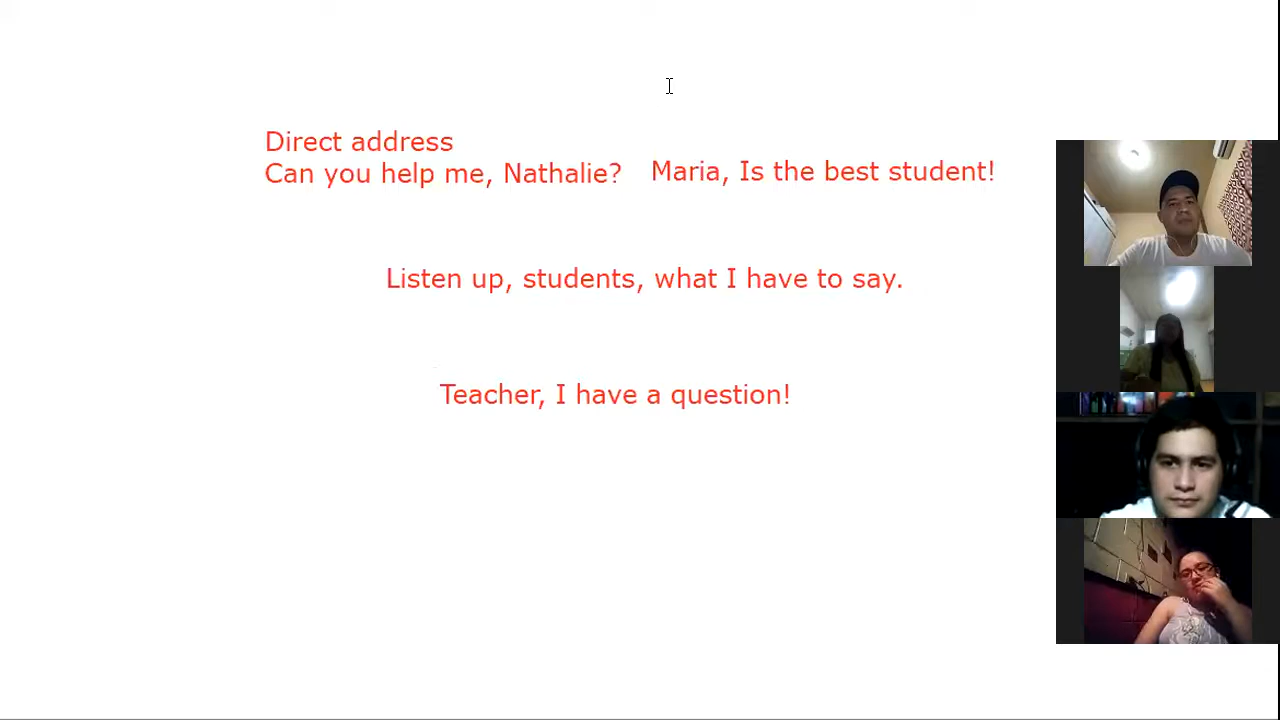 Direct address
Can you help me, Nathalie?
Maria, Is the best student!
Listen up, students, what I have to say.
Teacher, I have a question!